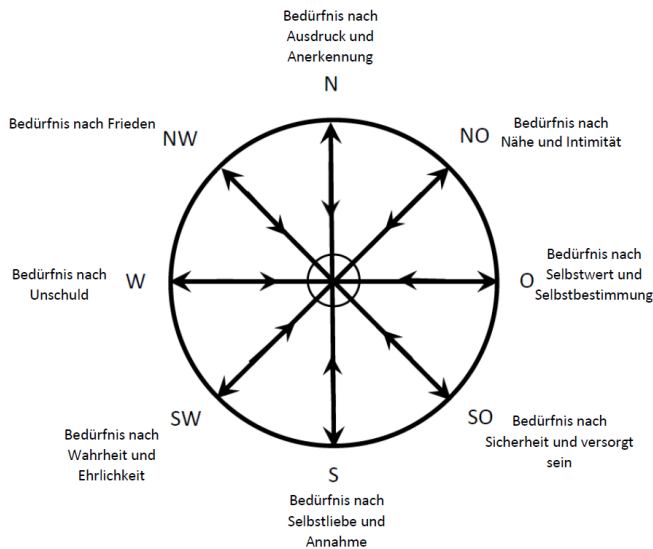 Bedürfnis nach
Ausdruck und
Anerkennung
N
Bedürfnis nach Frieden
NW
NO
Bedürfnis nach
Nähe und Intimität
Bedürfnis nach
Unschuld
W
O
Bedürfnis nach
Selbstwert und
Selbstbestimmung
SW
Bedürfnis nach
Wahrheit und
Ehrlichkeit
SO
Bedürfnis nach
Sicherheit und versorgt
sein
S
Bedürfnis nach
Selbstliebe und
Annahme